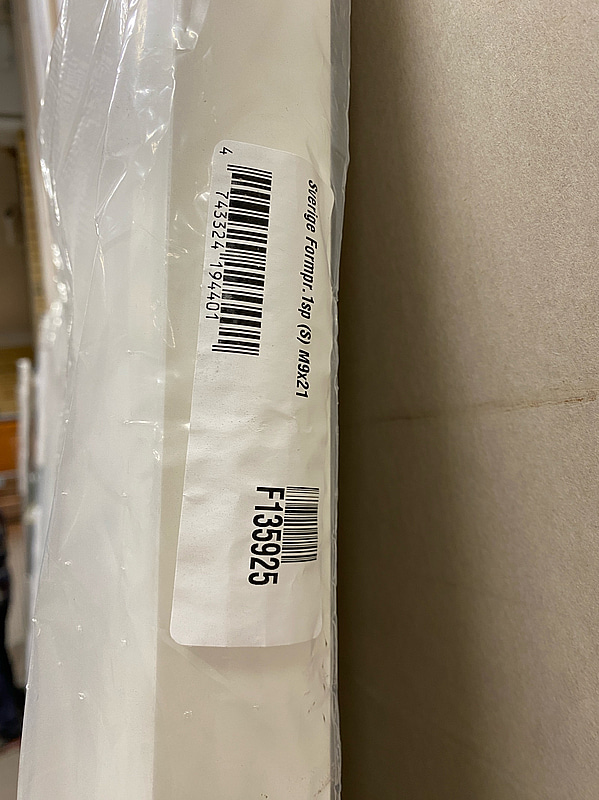 Sverige Formpr. 1sp (S) M9x21
4 743324 194401
F135925